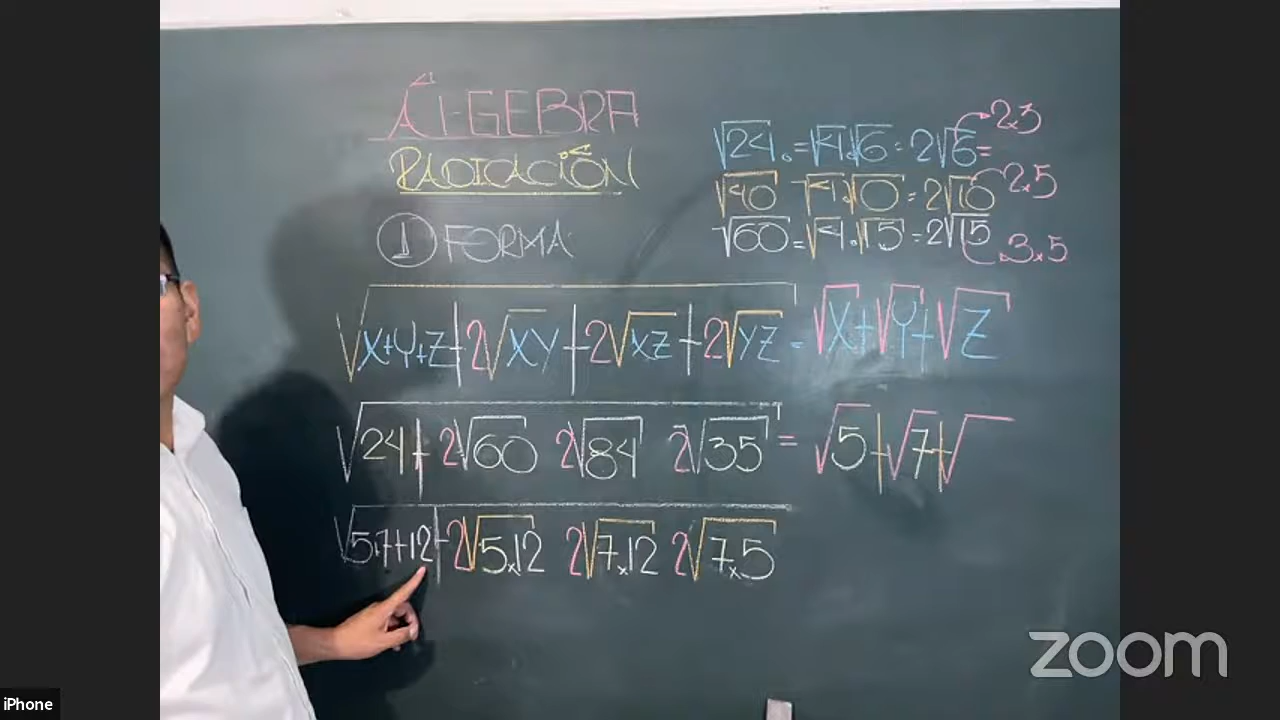 ÁLGEBRA
RADICACIÓN
① FORMA
√24 = √4.√6 = 2√6 = 2x3
√40 √4.√10 = 2√10 2.5
√60 = √4.√15 = 2√15 3x5
√X+Y+Z+2√XY+2√XZ+2√YZ = √X+√Y+√Z
√24+2√60 2√84 2√35 = √5+√7+√
√5+7+12+2√5x12 2√7x12 2√7x5
zoom
iPhone